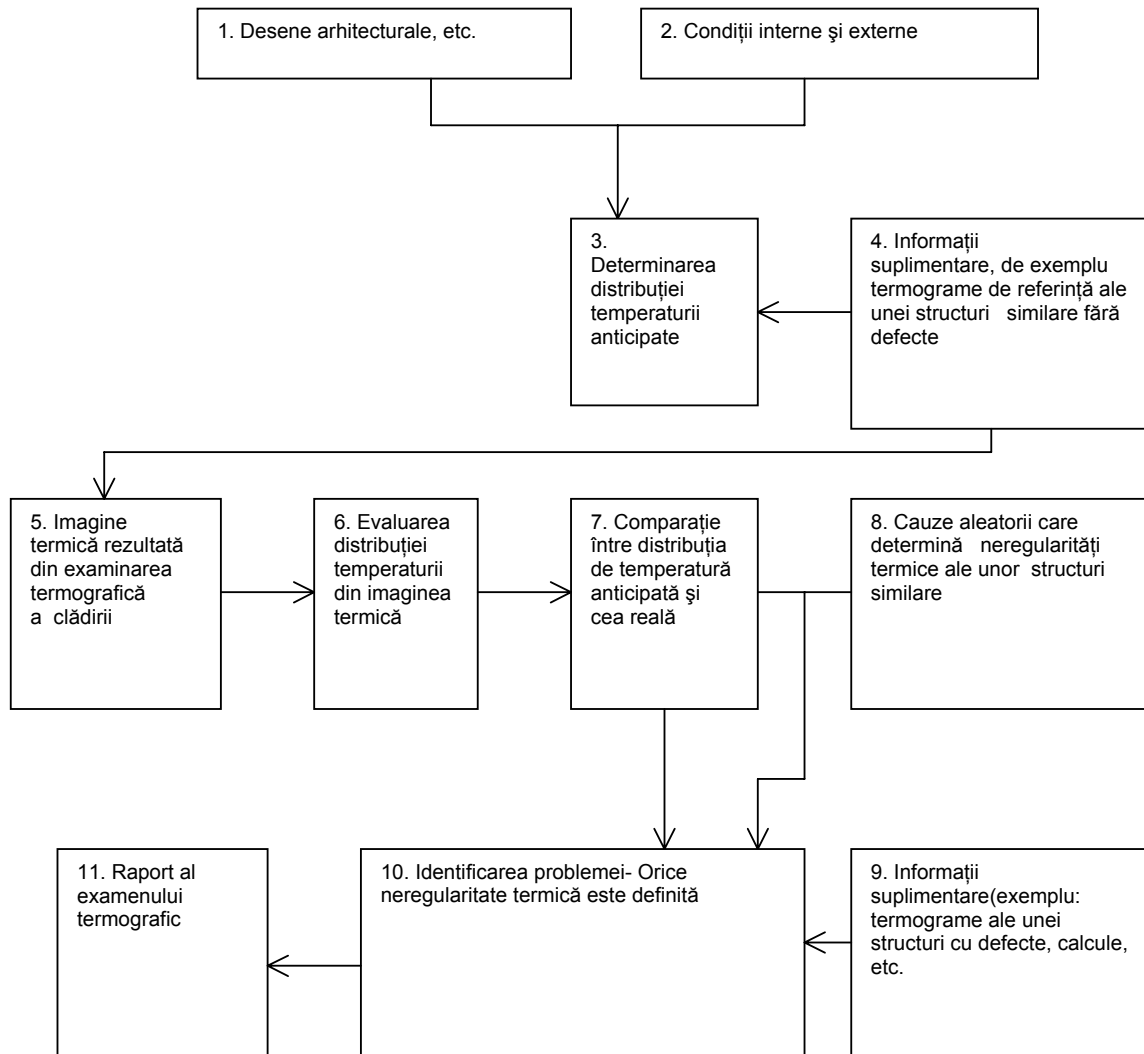 1. Desene arhitecturale, etc.
2. Condiții interne şi externe
3.
Determinarea
distribuției
temperaturii
anticipate
4. Informații
suplimentare, de exemplu
termograme de referință ale
unei structuri similare fără
defecte
5. Imagine
termică rezultată
din examinarea
termografică
a clădirii
6. Evaluarea
distribuției
temperaturii
din imaginea
termică
7. Comparație
între distribuția
de temperatură
anticipată şi
cea reală
8. Cauze aleatorii care
determină neregularități
termice ale unor structuri
similare
11. Raport al
examenului
termografic
10. Identificarea problemei- Orice
neregularitate termică este definită
9. Informații
suplimentare(exemplu:
termograme ale unei
structuri cu defecte, calcule,
etc.